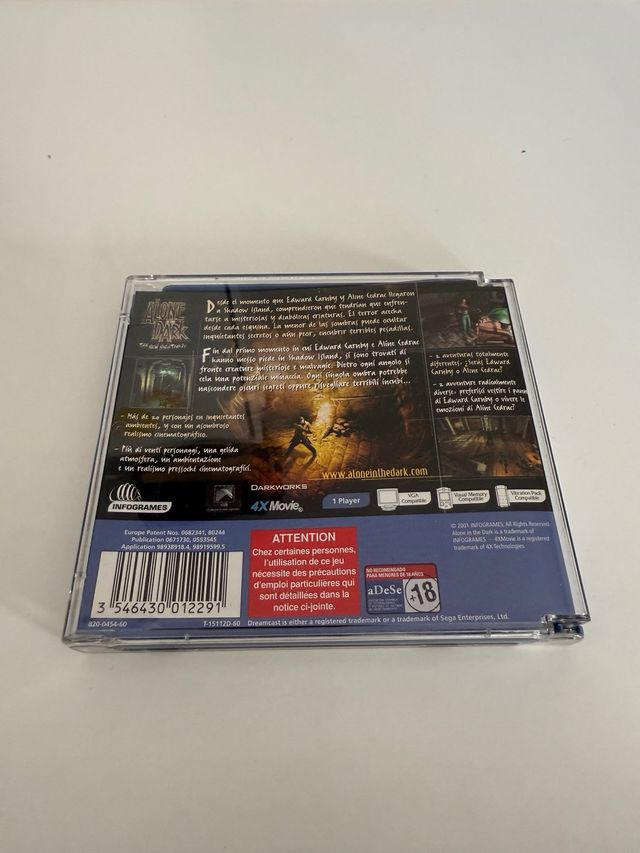 ALONE
IN THE
DARK
THE NEW NIGHTMARE
Desde el momento que Edward Carnby y Aline Cedrac llegaron
a Shadow Island, comprenderon que tendrían que enfren-
tarse a misteriosas y diabólicas criaturas. El terror acecha
desde cada esquina. La menor de las sombras puede ocultar
inquietantes secretos o aún peor, encubrir terribles pesadillas.
Fin dal primo momento in cui Edward Carnby e Aline Cedrac
hanno messo piede in Shadow Island, si sono trovati di
fronte creature misteriose e malvagie. Dietro ogni angolo si
cela una potenziale minaccia. Ogni singola ombra potrebbe
nascondere oscuri segreti oppure risvegliare terribili incubi...
- 2 aventuras totalmente
diferentes. ¿Serás Edward
Carnby o Aline Cedrac?
- 2 avventure radicalmente
diverse: preferisci vestire i panni
di Edward Carnby o vivere le
emozioni di Aline Cedrac?
- Más de 20 personajes en inquietantes
ambientes, y con un asombroso
realismo cinematográfico.
- Più di venti personaggi, una gelida
atmosfera, un'ambientazione
e un realismo pressoché cinematografici.
www.aloneinthedark.com
INFOGRAMES
DARKWORKS
4XMovie®
1 Player
VGA
Compatible
Visual Memory
Compatible
Vibration Pack
Compatible
Europe Patent Nos. 0682341, 80244
Publication 0671730, 0553545
Application 98938918.4, 98919599.5
3 546430 012291
820-0454-60
T-15112D-60
ATTENTION
Chez certaines personnes,
l'utilisation de ce jeu
nécessite des précautions
d'emploi particulières qui
sont détaillées dans la
notice ci-jointe.
NO RECOMENDADO
PARA MENORES DE 18 AÑOS
aDeSe
+18
© 2001 INFOGRAMES, All Rights Reserved
Alone in the Dark is a trademark of
INFOGRAMES. - 4XMovie is a registered
trademark of 4X Technologies
Dreamcast is either a registered trademark or a trademark of Sega Enterprises, Ltd.